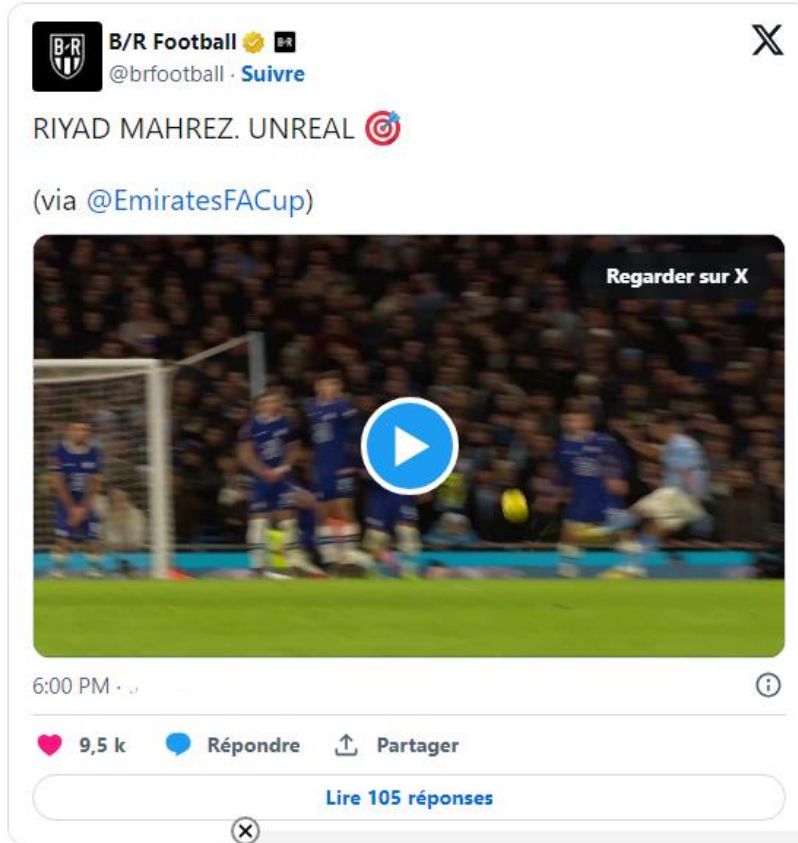 B/R Football
@brfootball · Suivre
RIYAD MAHREZ. UNREAL
(via @EmiratesFACup)
Regarder sur X
6:00 PM ·
9,5 k Répondre Partager
Lire 105 réponses